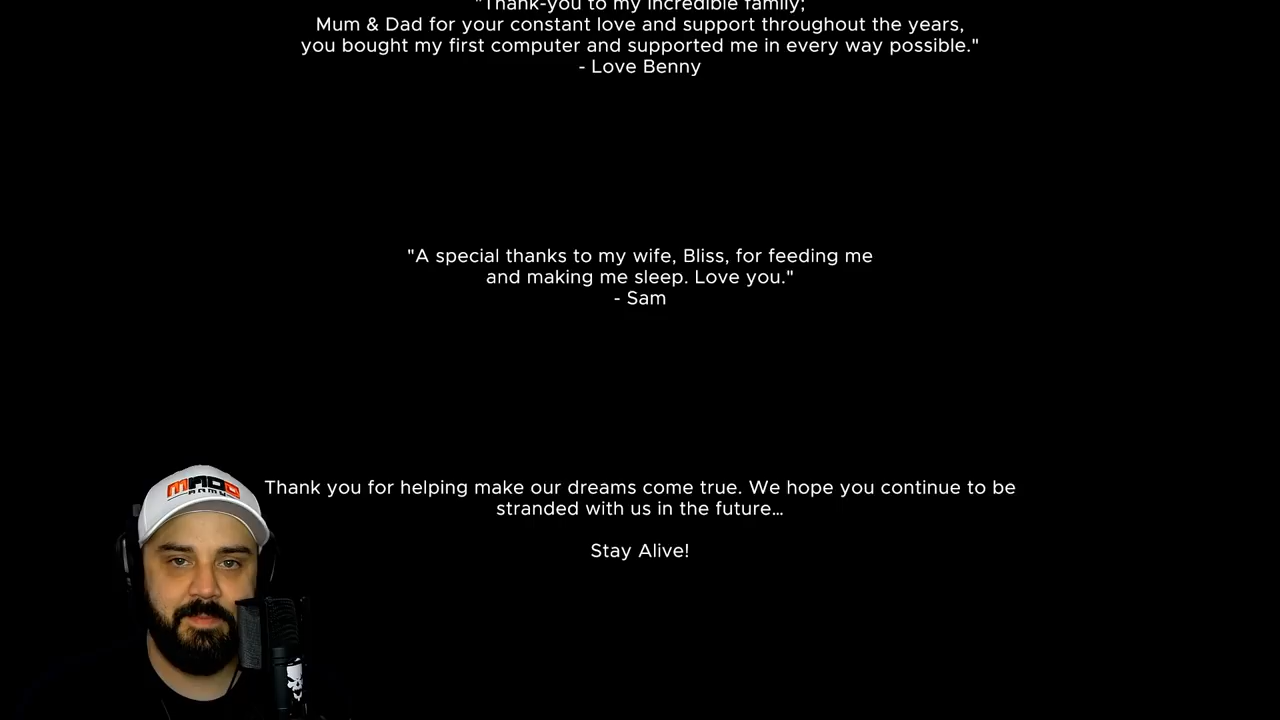 "Thank-you to my incredible family;
Mum & Dad for your constant love and support throughout the years,
you bought my first computer and supported me in every way possible."
- Love Benny
"A special thanks to my wife, Bliss, for feeding me
and making me sleep. Love you."
- Sam
Thank you for helping make our dreams come true. We hope you continue to be
stranded with us in the future...
Stay Alive!